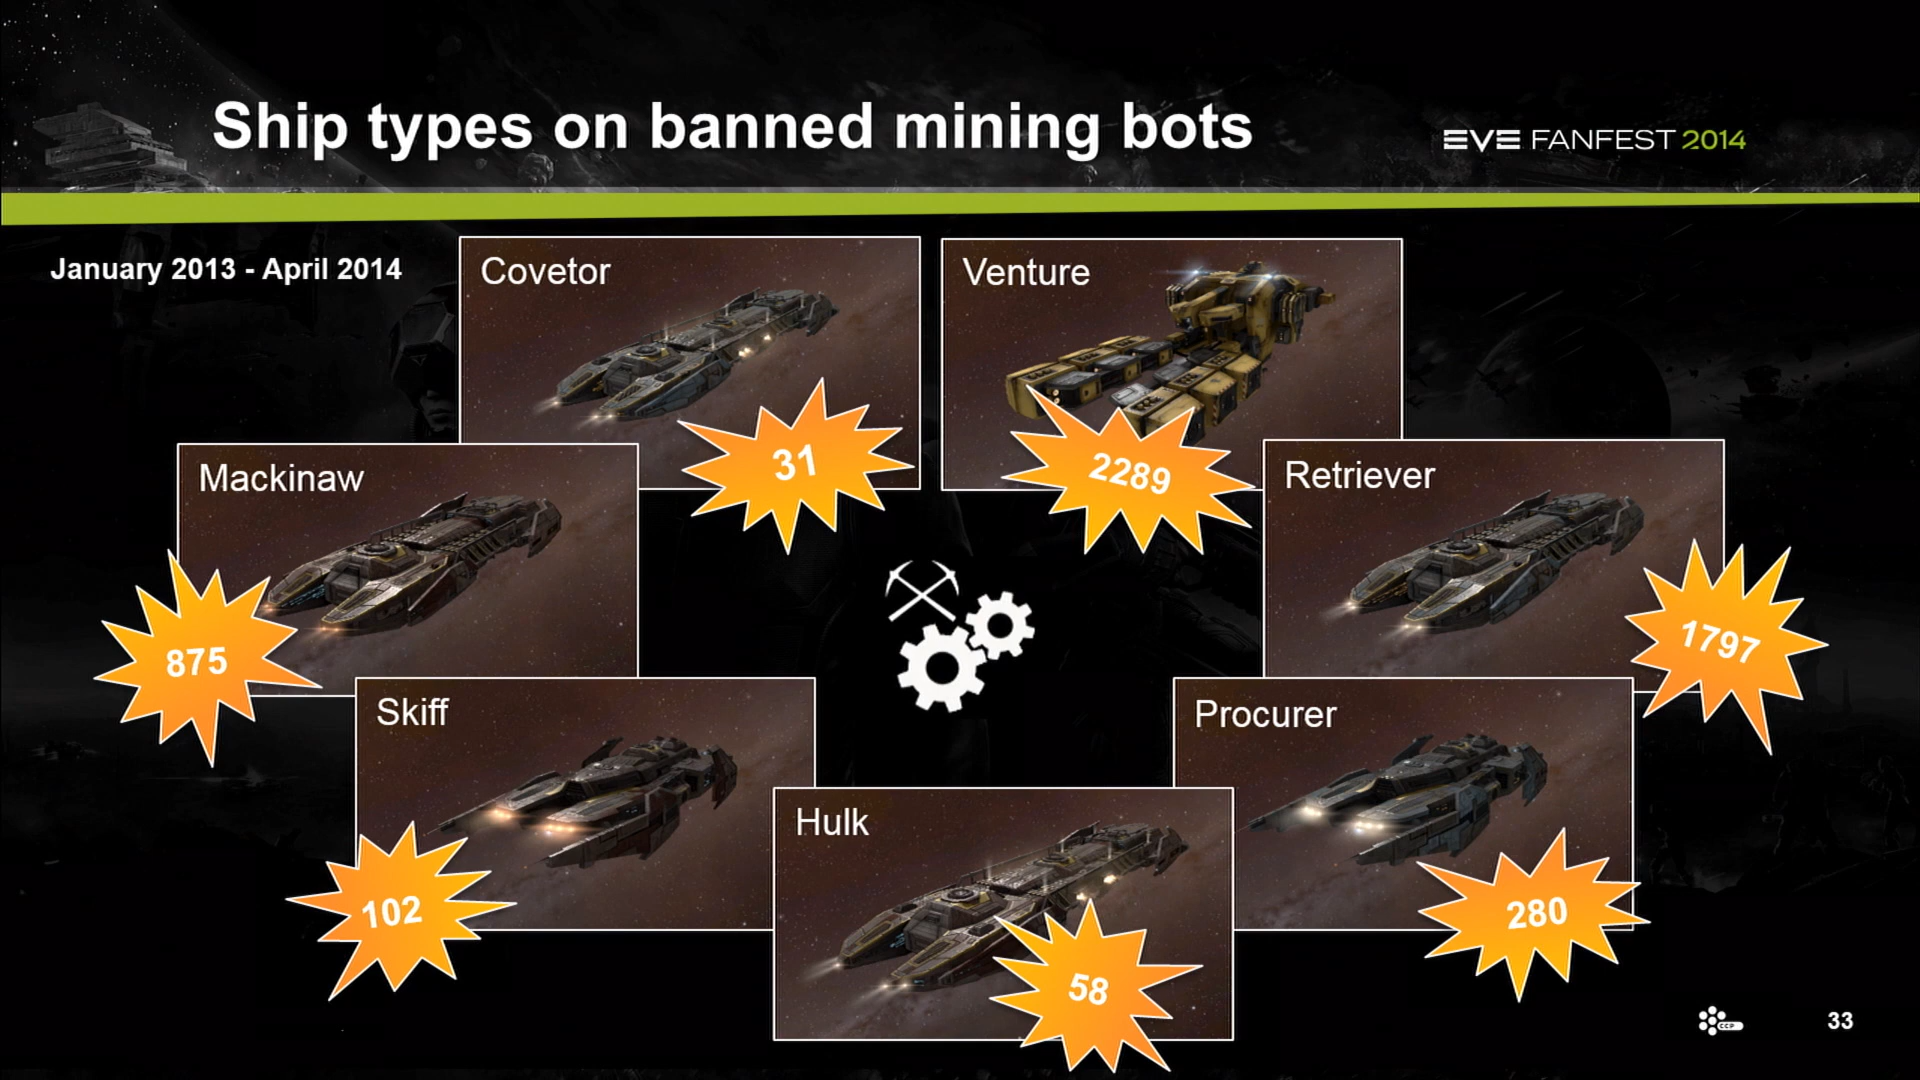 Ship types on banned mining bots
EVE FANFEST 2014
January 2013 - April 2014
Covetor
31
Venture
2289
Mackinaw
875
Retriever
1797
Skiff
102
Procurer
280
Hulk
58
CCP
33